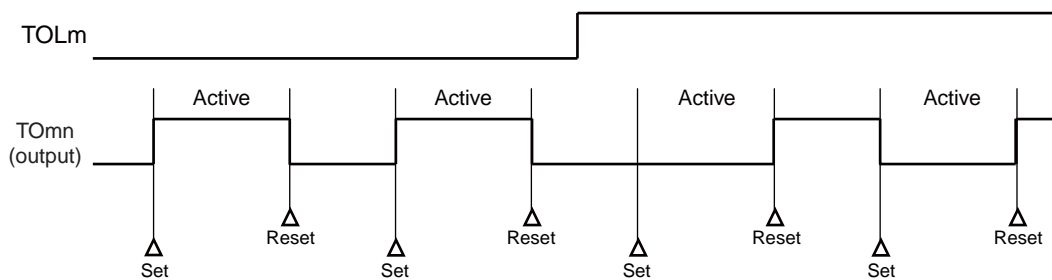 TOLm
Active
Active
Active
Active
TOmn
(output)
Reset
Reset
Reset
Reset
Set
Set
Set
Set